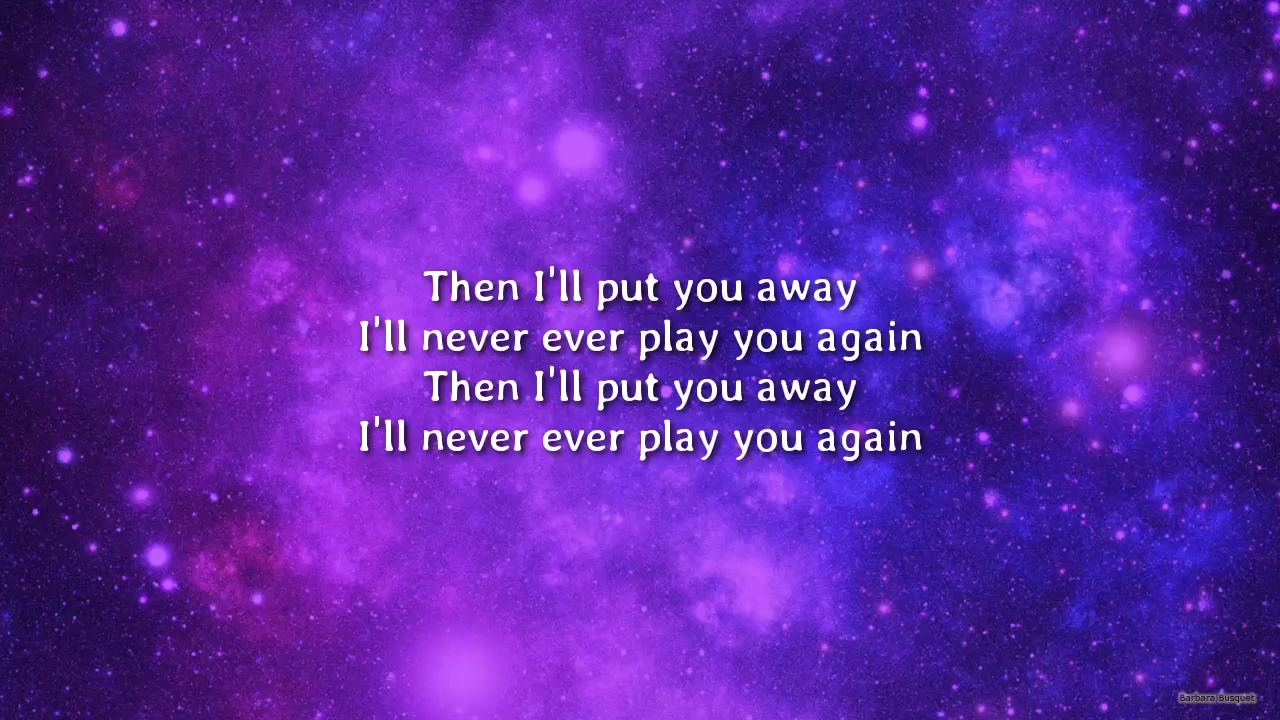 Then I'll put you away
I'll never ever play you again
Then I'll put you away
I'll never ever play you again
Barbara Busquet